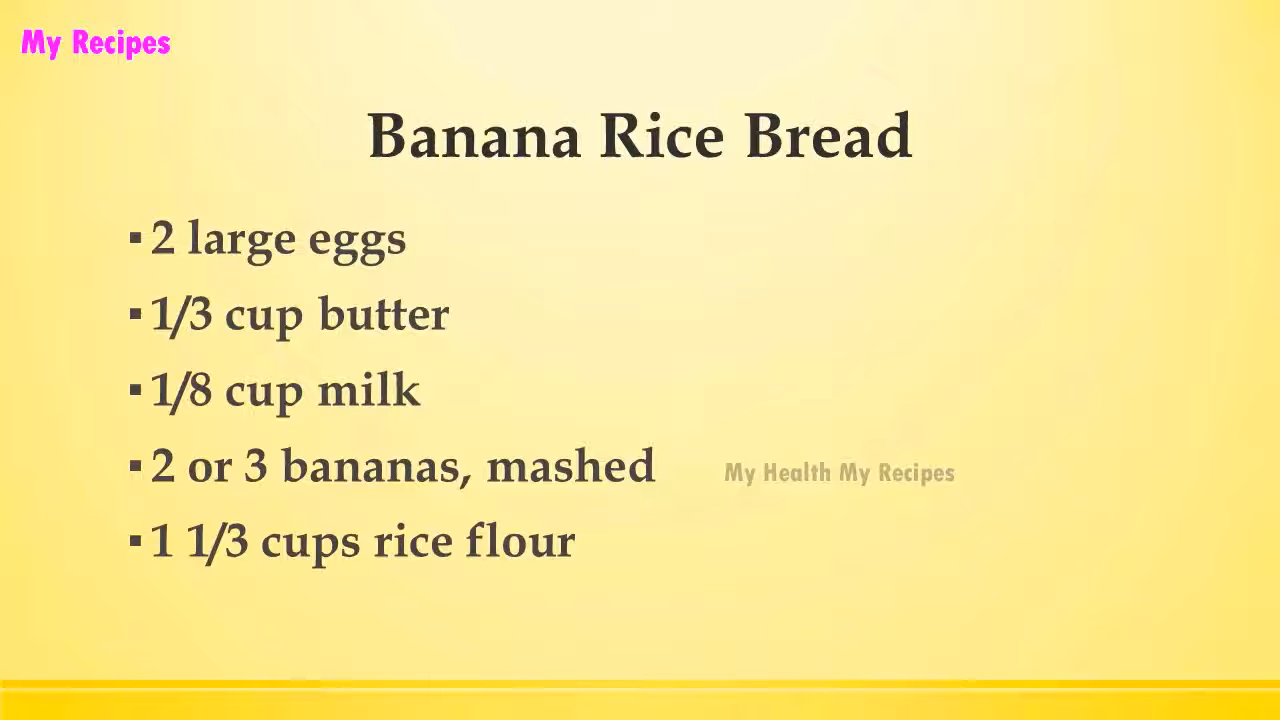 My Recipes
Banana Rice Bread
▪ 2 large eggs
▪ 1/3 cup butter
▪ 1/8 cup milk
▪ 2 or 3 bananas, mashed
My Health My Recipes
▪ 1 1/3 cups rice flour